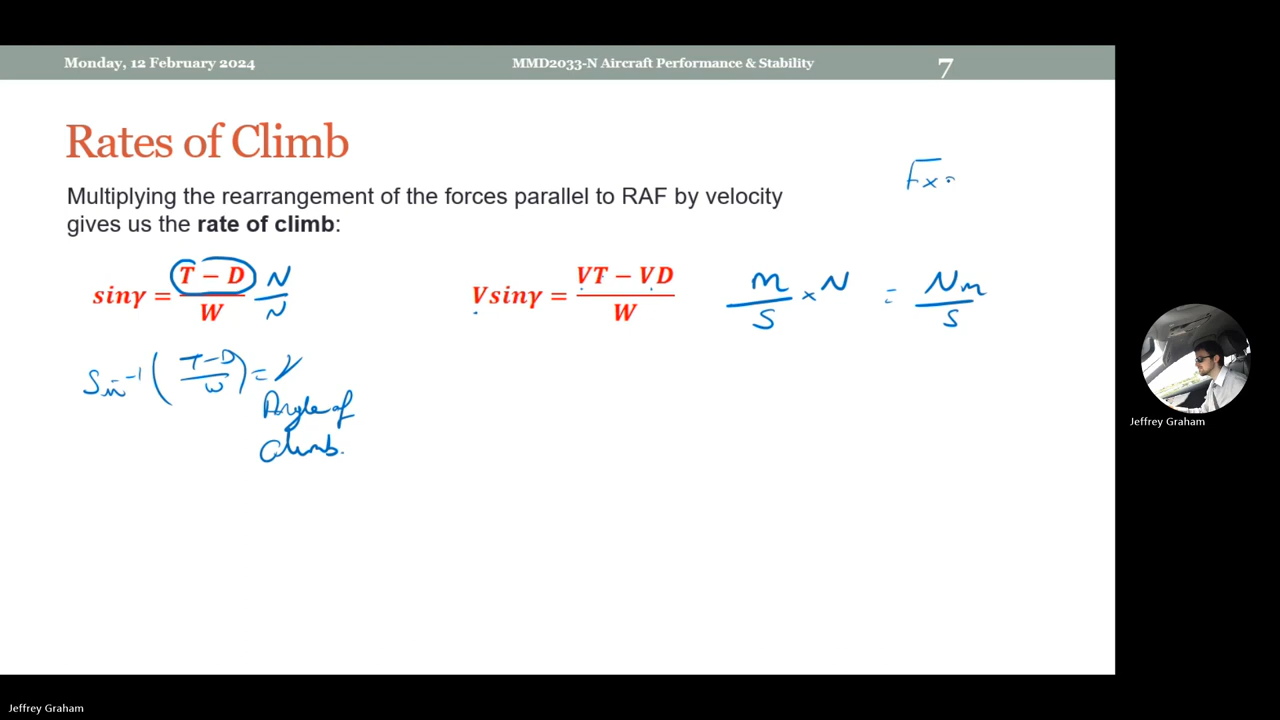 Monday, 12 February 2024 MMD2033-N Aircraft Performance & Stability 7
Rates of Climb
Multiplying the rearrangement of the forces parallel to RAF by velocity
gives us the rate of climb:
Fx
sinγ = T − D / W N / N
Vsinγ = VT − VD / W m / s × N = Nm / s
Sin⁻¹ ( T−D / W ) = γ
Angle of
Climb.
Jeffrey Graham
Jeffrey Graham